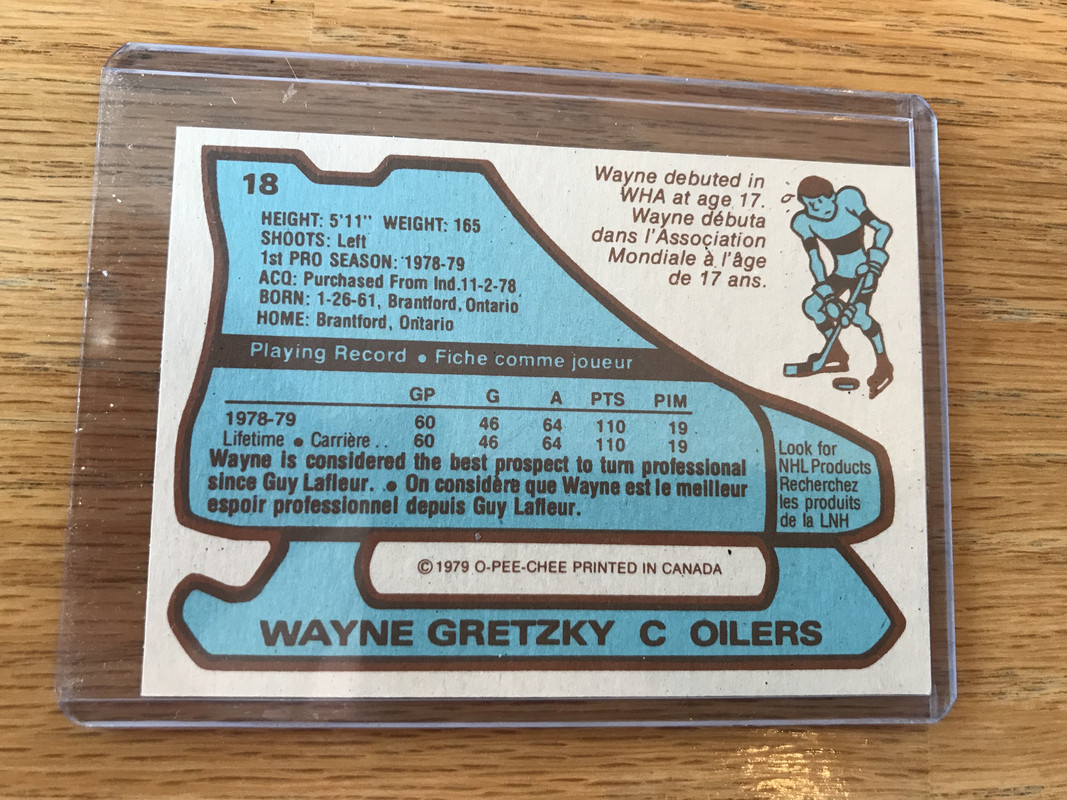 18
HEIGHT: 5'11" WEIGHT: 165
SHOOTS: Left
1st PRO SEASON: 1978-79
ACQ: Purchased From Ind.11-2-78
BORN: 1-26-61, Brantford, Ontario
HOME: Brantford, Ontario
Wayne debuted in
WHA at age 17.
Wayne débuta
dans l'Association
Mondiale à l'âge
de 17 ans.
Playing Record • Fiche comme joueur
GP G A PTS PIM
1978-79 60 46 64 110 19
Lifetime • Carrière .. 60 46 64 110 19
Wayne is considered the best prospect to turn professional
since Guy Lafleur. . • On considère que Wayne est le meilleur
espoir professionnel depuis Guy Lafleur.
Look for
NHL Products
Recherchez
les produits
de la LNH
© 1979 O-PEE-CHEE PRINTED IN CANADA
WAYNE GRETZKY C OILERS